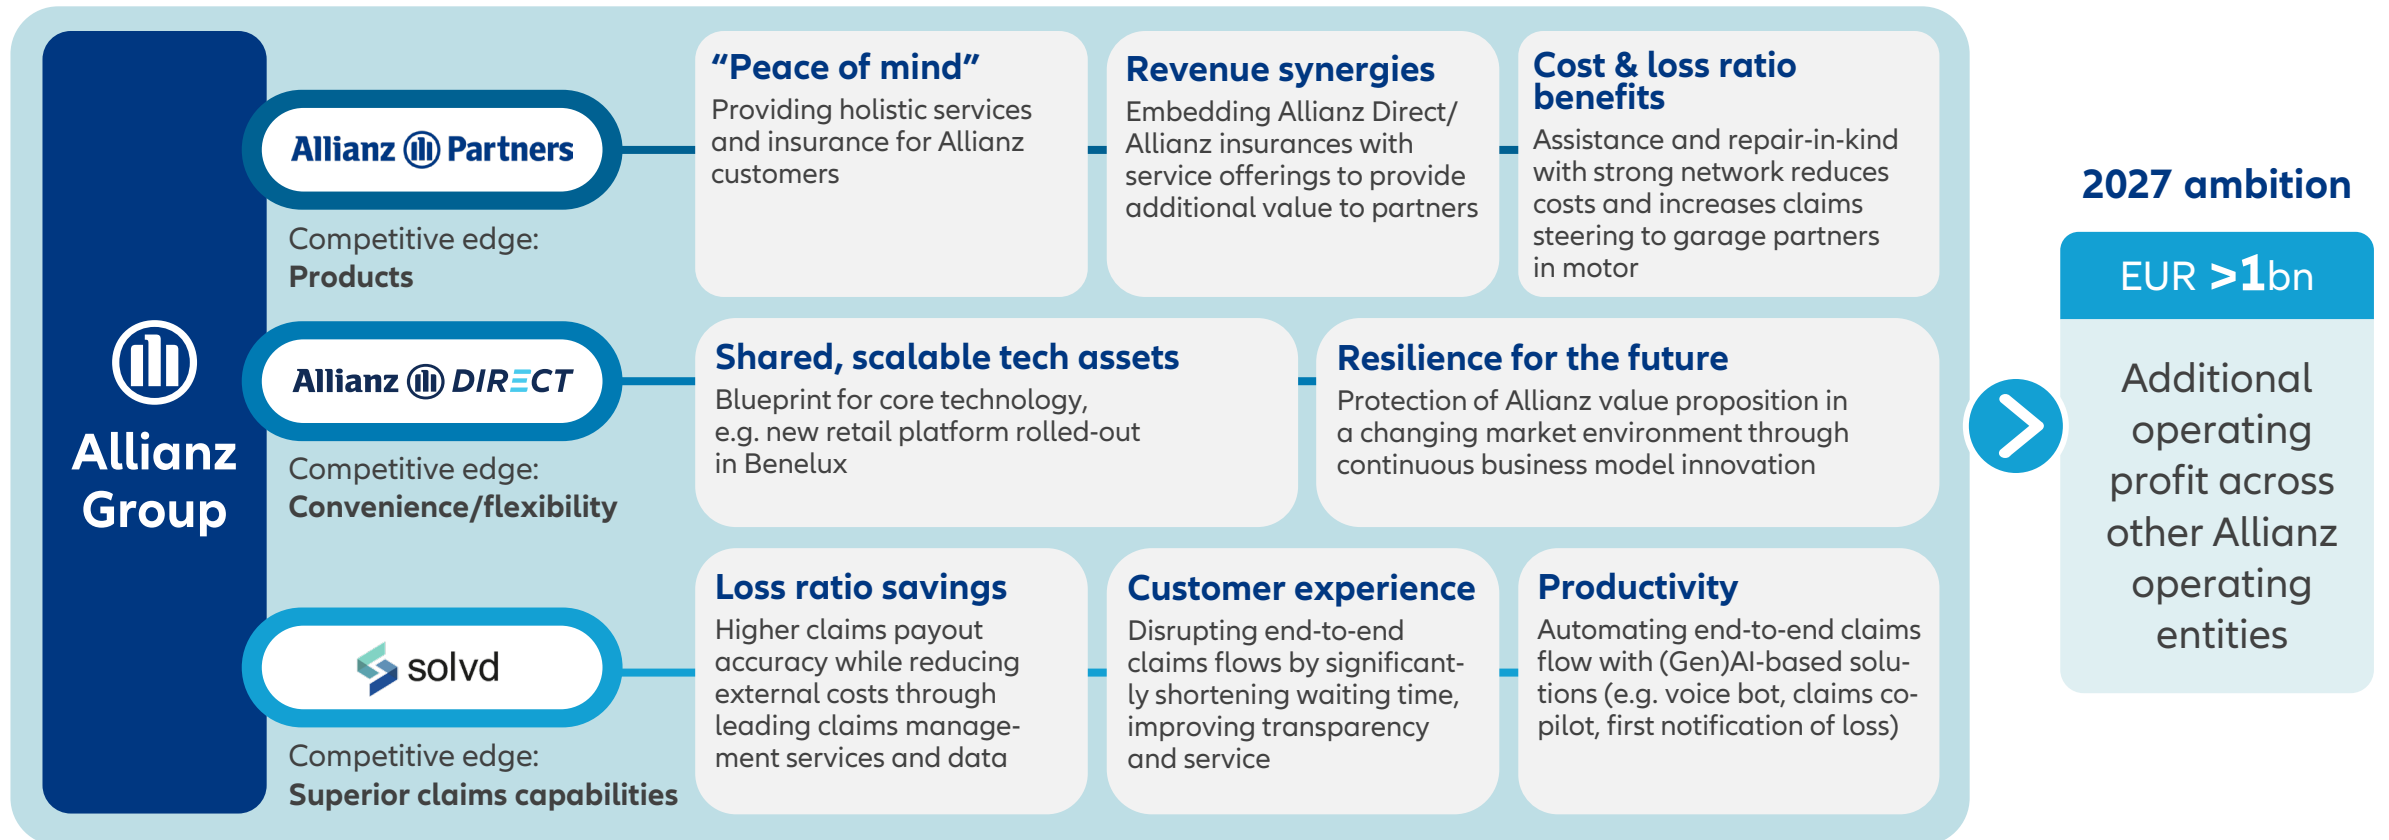 Allianz
Group
Allianz Partners
Competitive edge:
Products
“Peace of mind”
Providing holistic services
and insurance for Allianz
customers
Revenue synergies
Embedding Allianz Direct/
Allianz insurances with
service offerings to provide
additional value to partners
Cost & loss ratio
benefits
Assistance and repair-in-kind
with strong network reduces
costs and increases claims
steering to garage partners
in motor
Allianz DIRECT
Competitive edge:
Convenience/flexibility
Shared, scalable tech assets
Blueprint for core technology,
e.g. new retail platform rolled-out
in Benelux
Resilience for the future
Protection of Allianz value proposition in
a changing market environment through
continuous business model innovation
solvd
Competitive edge:
Superior claims capabilities
Loss ratio savings
Higher claims payout
accuracy while reducing
external costs through
leading claims manage-
ment services and data
Customer experience
Disrupting end-to-end
claims flows by significant-
ly shortening waiting time,
improving transparency
and service
Productivity
Automating end-to-end claims
flow with (Gen)AI-based solu-
tions (e.g. voice bot, claims co-
pilot, first notification of loss)
2027 ambition
EUR >1bn
Additional
operating
profit across
other Allianz
operating
entities